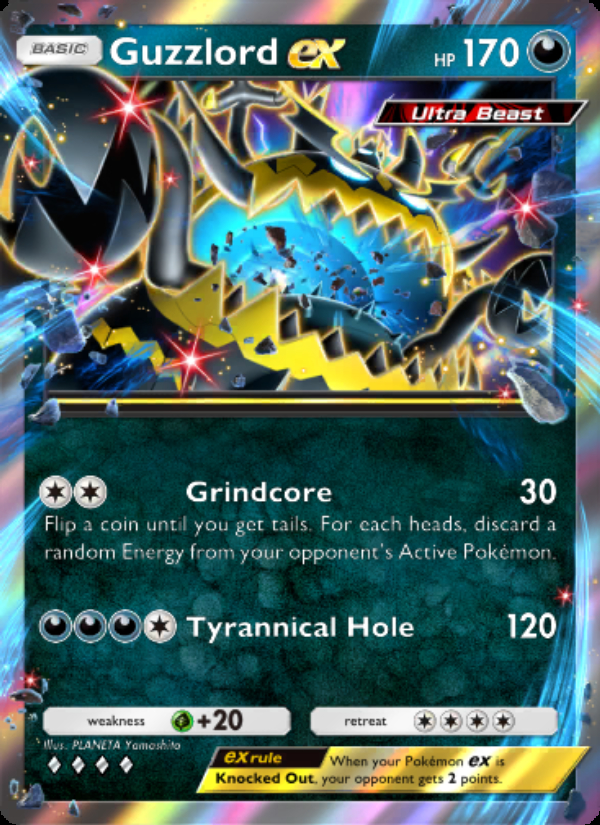 BASIC Guzzlord ex HP 170
Ultra Beast
Grindcore 30
Flip a coin until you get tails. For each heads, discard a
random Energy from your opponent's Active Pokémon.
Tyrannical Hole 120
weakness +20 retreat
Illus. PLANETA Yamashita
ex rule When your Pokémon ex is
Knocked Out, your opponent gets 2 points.